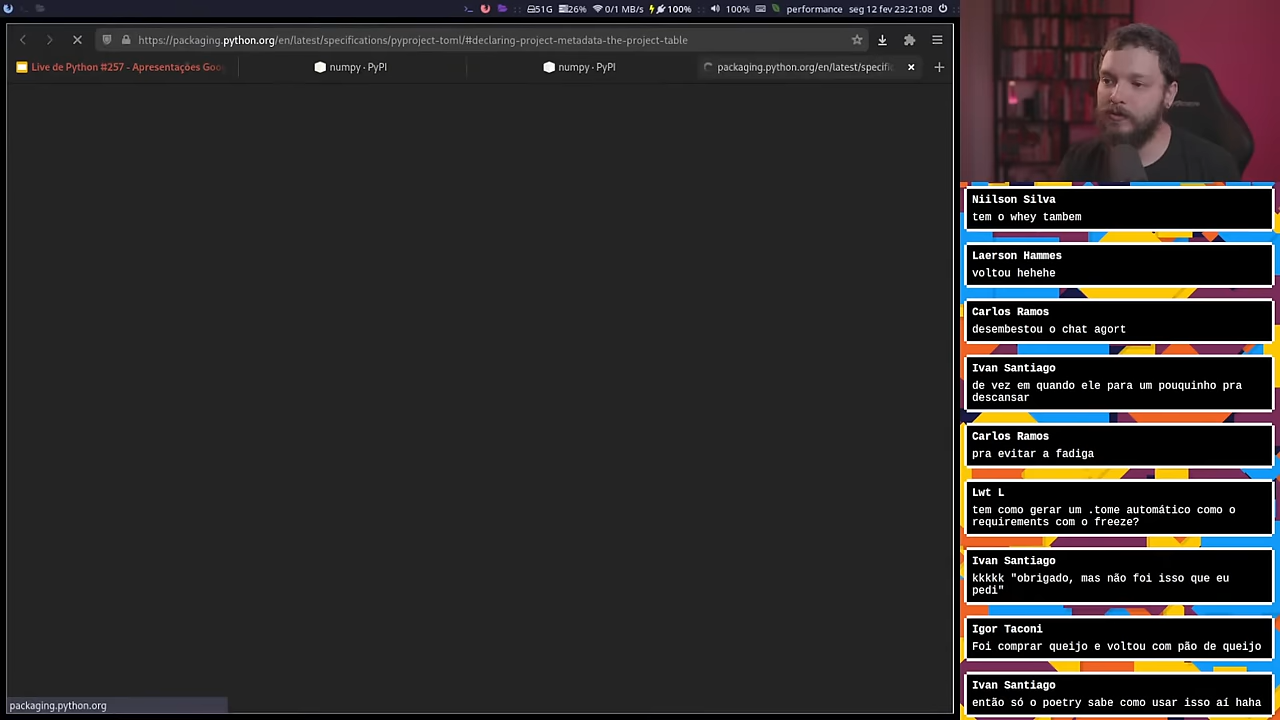 51G 26% 0/1 MB/s 100% 100% performance seg 12 fev 23:21:08
https://packaging.python.org/en/latest/specifications/pyproject-toml/#declaring-project-metadata-the-project-table
Live de Python #257 - Apresentações Goo
numpy · PyPI
numpy · PyPI
packaging.python.org/en/latest/specifi
Niilson Silva
tem o whey tambem
Laerson Hammes
voltou hehehe
Carlos Ramos
desembestou o chat agort
Ivan Santiago
de vez em quando ele para um pouquinho pra
descansar
Carlos Ramos
pra evitar a fadiga
Lwt L
tem como gerar um .tome automático como o
requirements com o freeze?
Ivan Santiago
kkkkk "obrigado, mas não foi isso que eu
pedi"
Igor Taconi
Foi comprar queijo e voltou com pão de queijo
Ivan Santiago
então só o poetry sabe como usar isso aí haha
packaging.python.org